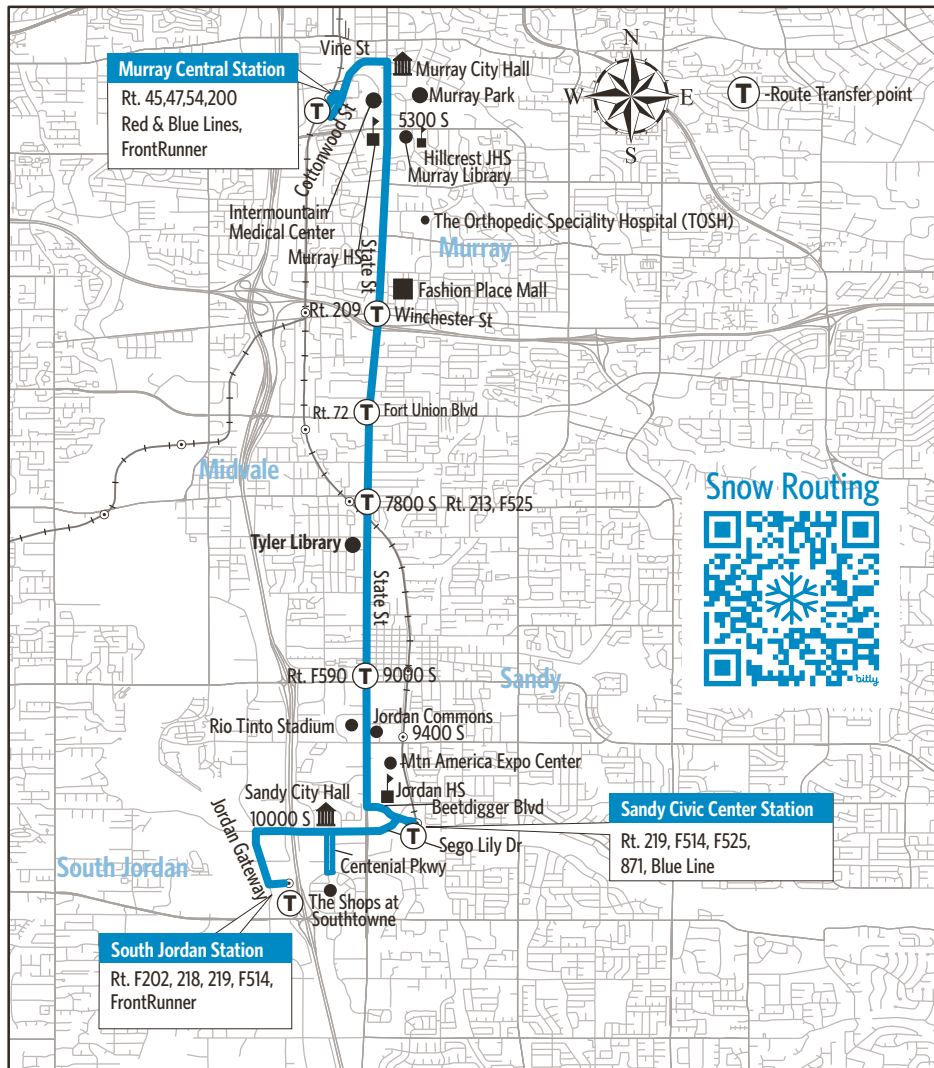 Vine St
Murray Central Station
Rt. 45,47,54,200
Red & Blue Lines,
FrontRunner
T
Cottonwood St
Murray City Hall
Murray Park
5300 S
Hillcrest JHS
Murray Library
N
W
E
S
T -Route Transfer point
Intermountain
Medical Center
Murray HS
The Orthopedic Speciality Hospital (TOSH)
State St
Murray
Fashion Place Mall
Rt. 209 T Winchester St
Rt. 72 T Fort Union Blvd
Midvale
T 7800 S Rt. 213, F525
Snow Routing
bitly
Tyler Library
State St
Rt. F590 T 9000 S
Sandy
Rio Tinto Stadium
Jordan Commons
9400 S
Mtn America Expo Center
Jordan HS
Beetdigger Blvd
Sandy City Hall
10000 S
T
Sego Lily Dr
Sandy Civic Center Station
Rt. 219, F514, F525,
871, Blue Line
Jordan Gateway
South Jordan
Centenial Pkwy
T
The Shops at
Southtowne
South Jordan Station
Rt. F202, 218, 219, F514,
FrontRunner